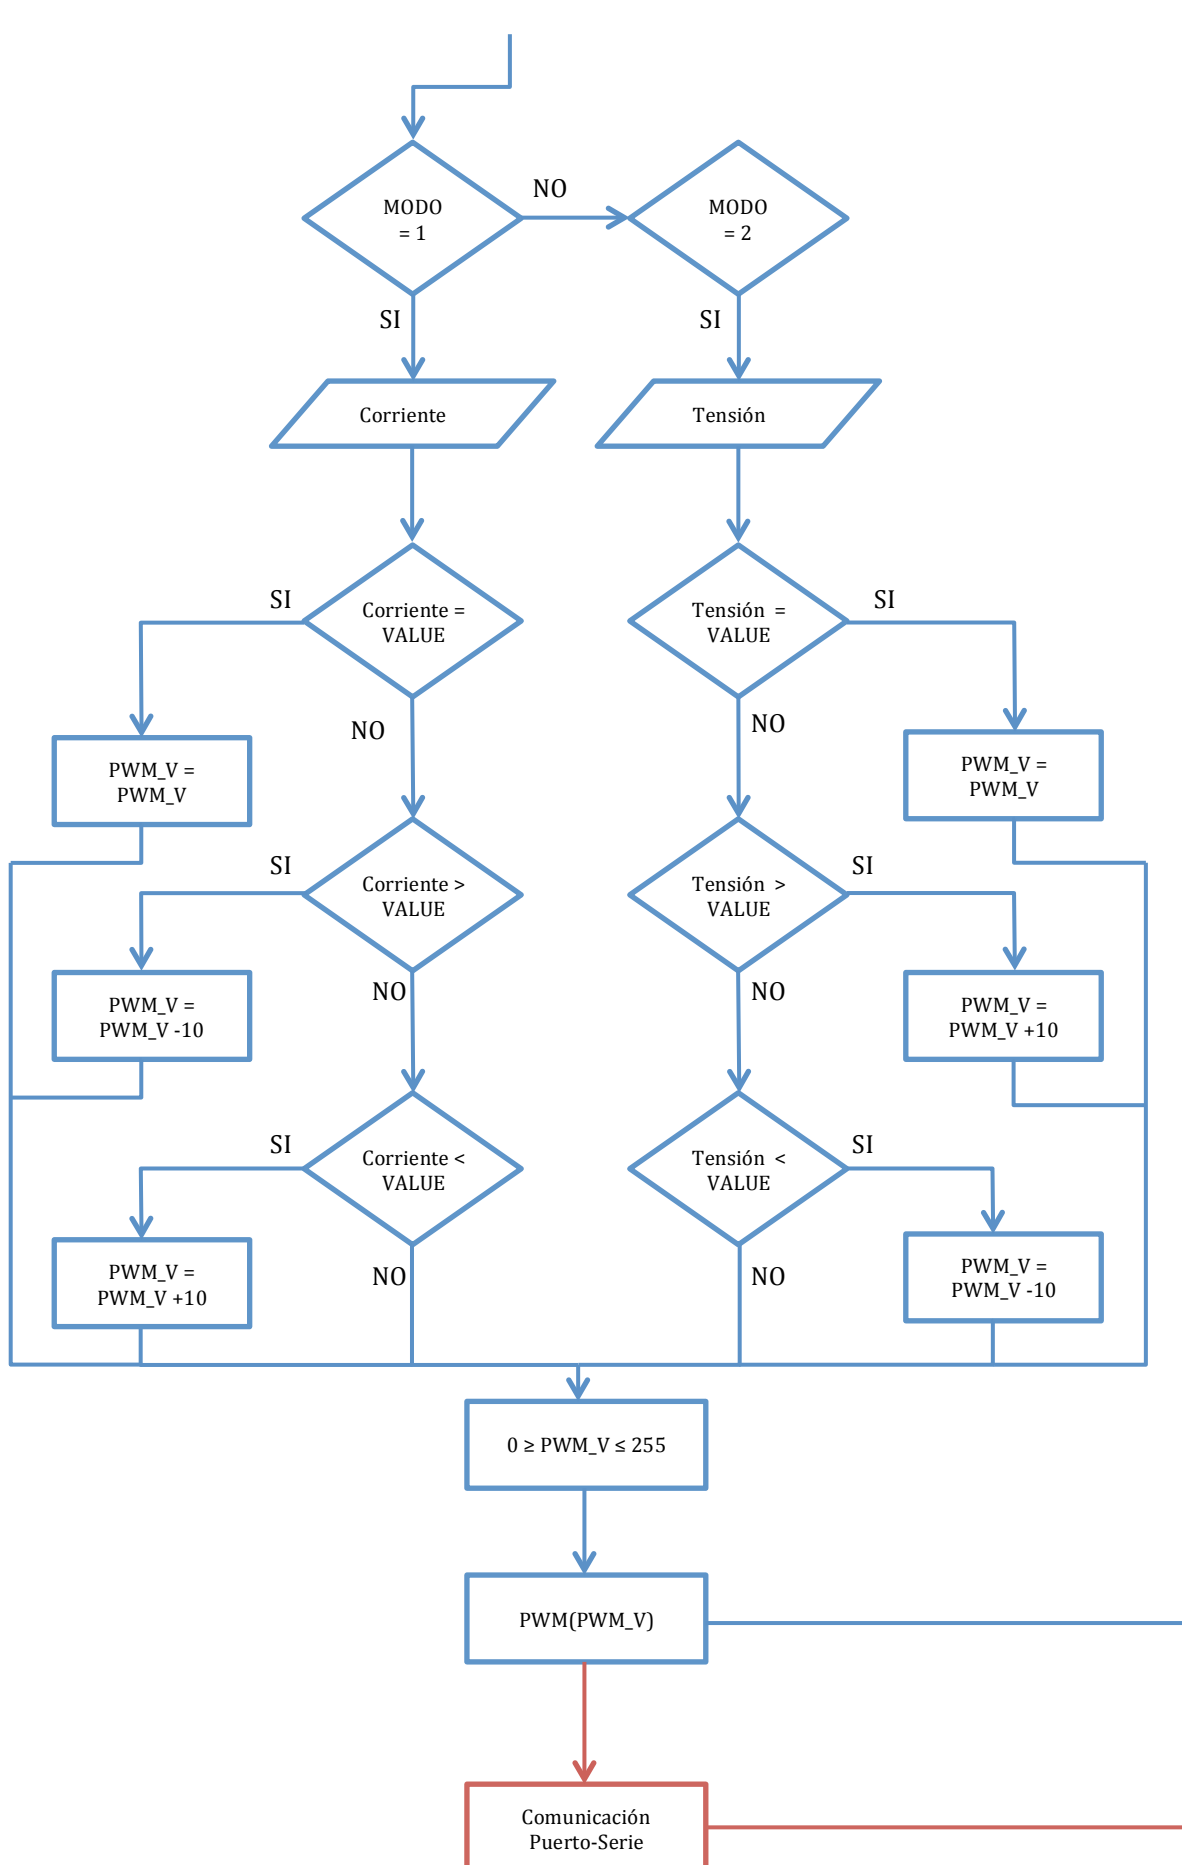 MODO
= 1
NO
MODO
= 2
SI
SI
Corriente
Tensión
SI
Corriente =
VALUE
Tensión =
VALUE
SI
NO
NO
PWM_V =
PWM_V
PWM_V =
PWM_V
SI
Corriente >
VALUE
Tensión >
VALUE
SI
NO
NO
PWM_V =
PWM_V -10
PWM_V =
PWM_V +10
SI
Corriente <
VALUE
Tensión <
VALUE
SI
NO
NO
PWM_V =
PWM_V +10
PWM_V =
PWM_V -10
0 ≥ PWM_V ≤ 255
PWM(PWM_V)
Comunicación
Puerto-Serie